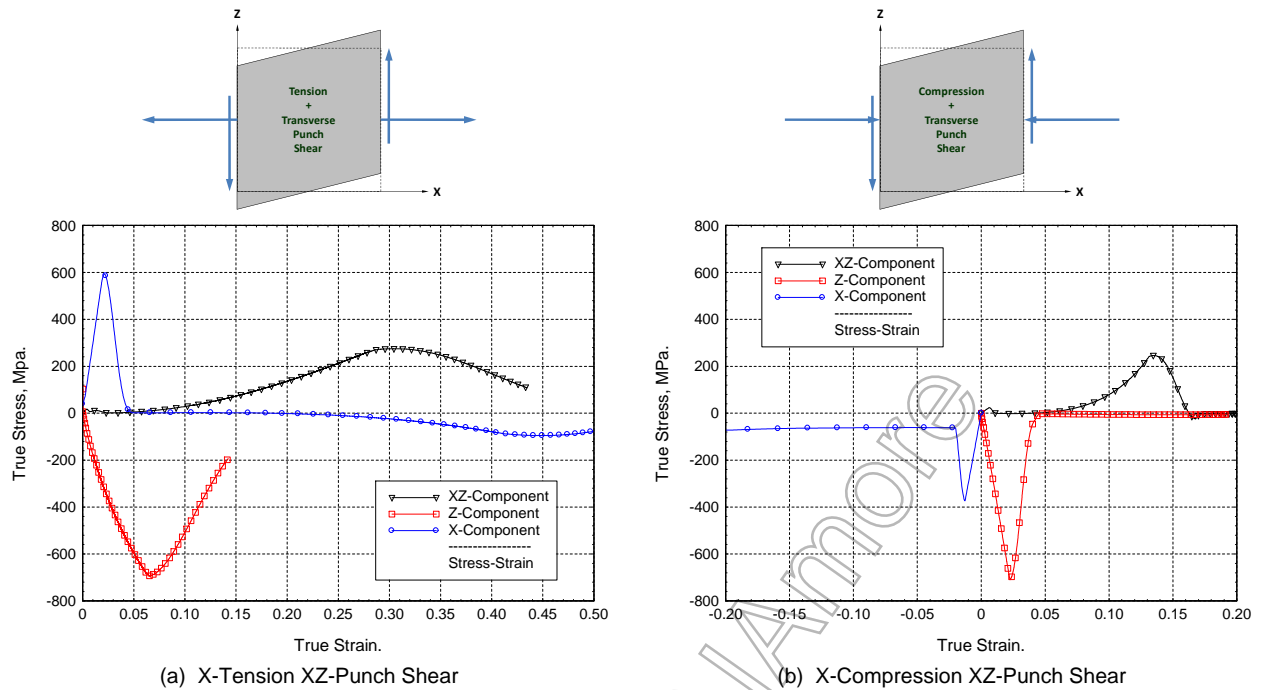 Z
Tension
+
Transverse
Punch
Shear
X
Z
Compression
+
Transverse
Punch
Shear
X
800
600
400
200
0
-200
-400
-600
-800
True Stress, Mpa.
XZ-Component
Z-Component
X-Component
Stress-Strain
0 0.05 0.10 0.15 0.20 0.25 0.30 0.35 0.40 0.45 0.50
True Strain.
(a) X-Tension XZ-Punch Shear
800
600
400
200
0
-200
-400
-600
-800
True Stress, MPa.
XZ-Component
Z-Component
X-Component
Stress-Strain
-0.20 -0.15 -0.10 -0.05 0 0.05 0.10 0.15 0.20
True Strain.
(b) X-Compression XZ-Punch Shear